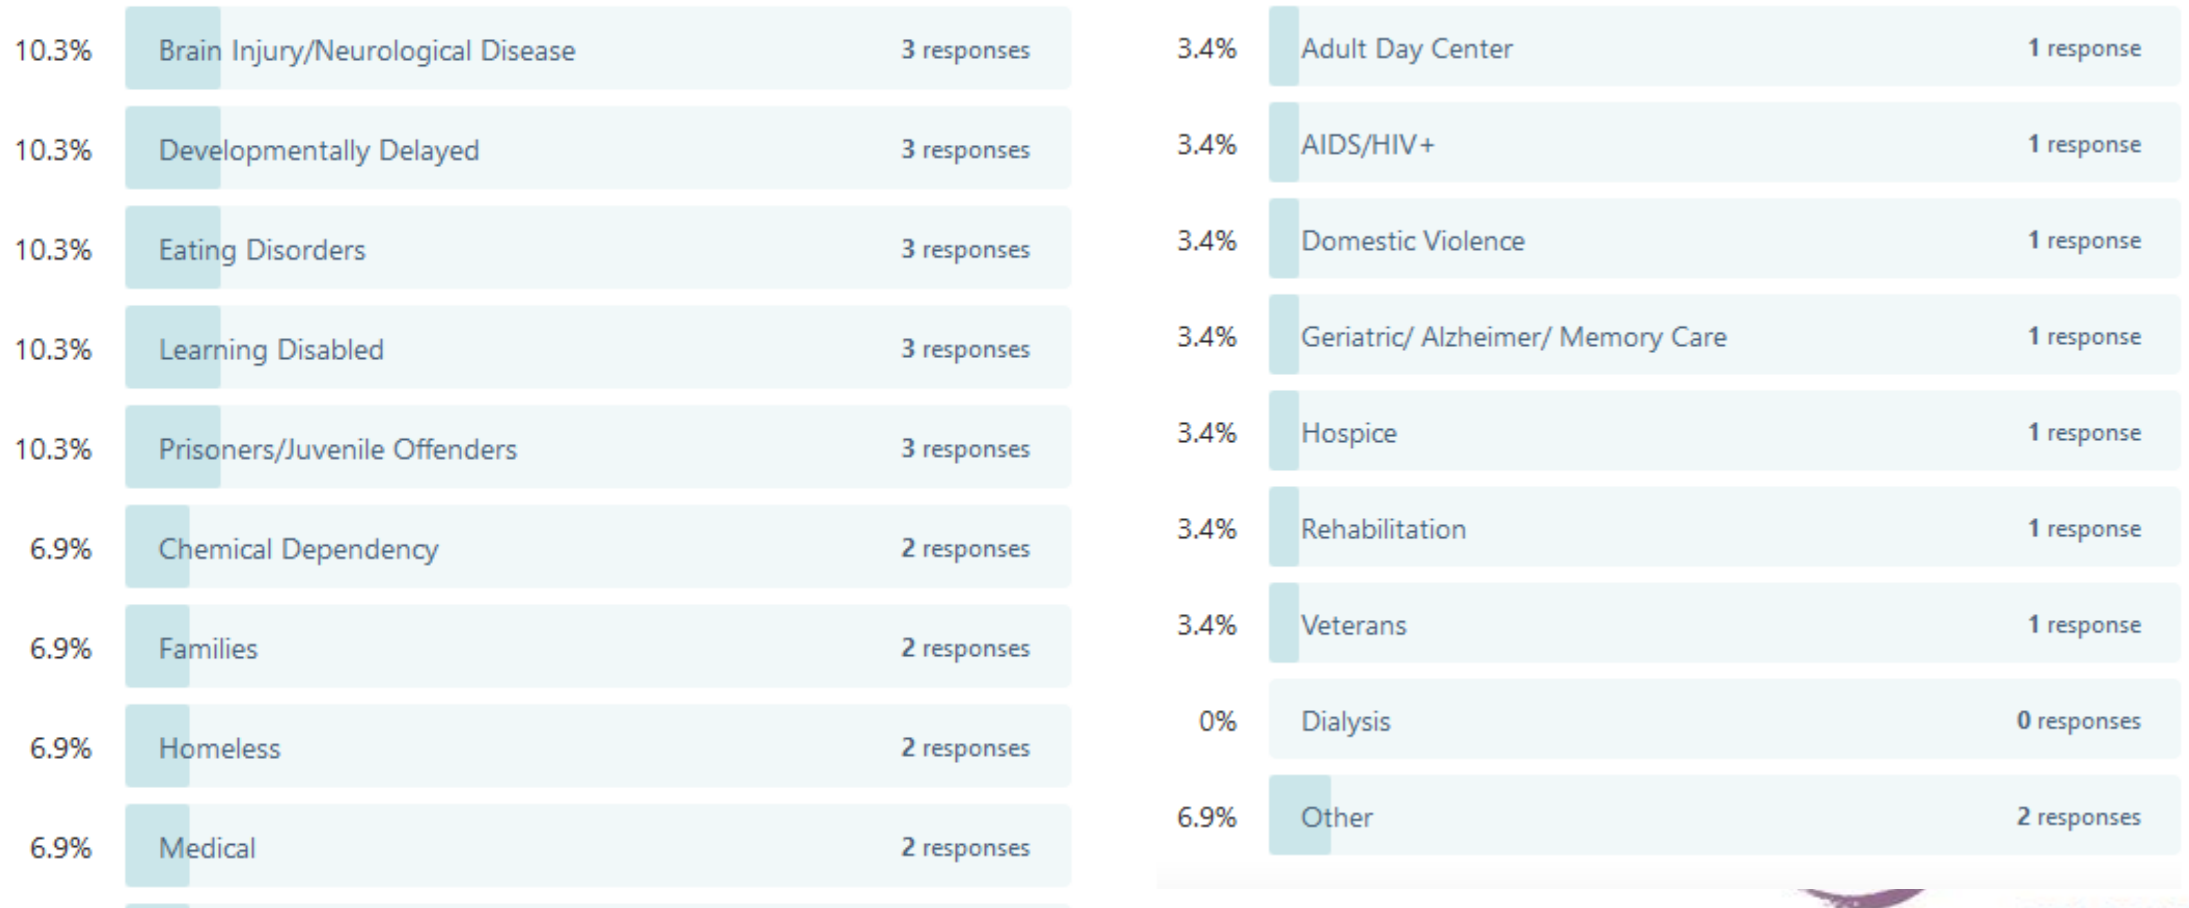 10.3% Brain Injury/Neurological Disease 3 responses
10.3% Developmentally Delayed 3 responses
10.3% Eating Disorders 3 responses
10.3% Learning Disabled 3 responses
10.3% Prisoners/Juvenile Offenders 3 responses
6.9% Chemical Dependency 2 responses
6.9% Families 2 responses
6.9% Homeless 2 responses
6.9% Medical 2 responses
3.4% Adult Day Center 1 response
3.4% AIDS/HIV+ 1 response
3.4% Domestic Violence 1 response
3.4% Geriatric/ Alzheimer/ Memory Care 1 response
3.4% Hospice 1 response
3.4% Rehabilitation 1 response
3.4% Veterans 1 response
0% Dialysis 0 responses
6.9% Other 2 responses